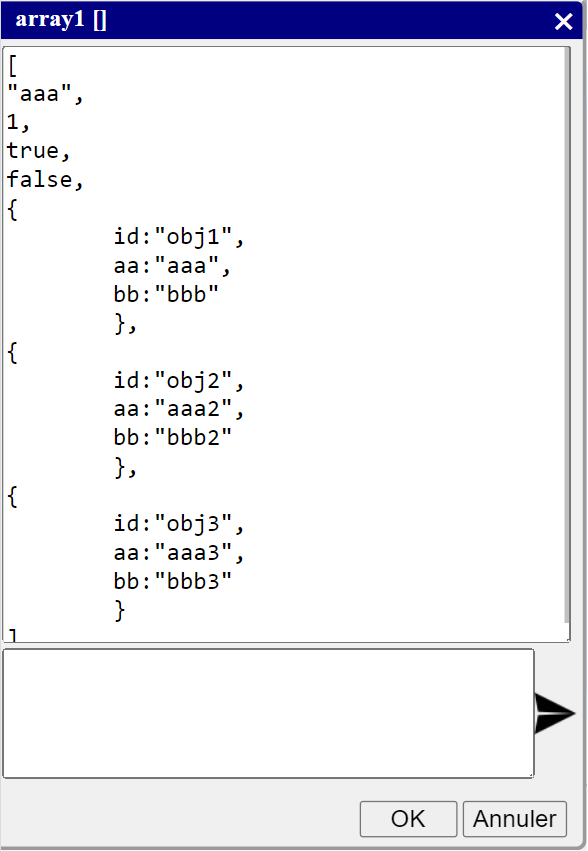 array1 []
[
"aaa",
1,
true,
false,
{
id:"obj1",
aa:"aaa",
bb:"bbb"
},
{
id:"obj2",
aa:"aaa2",
bb:"bbb2"
},
{
id:"obj3",
aa:"aaa3",
bb:"bbb3"
}
]
OK
Annuler